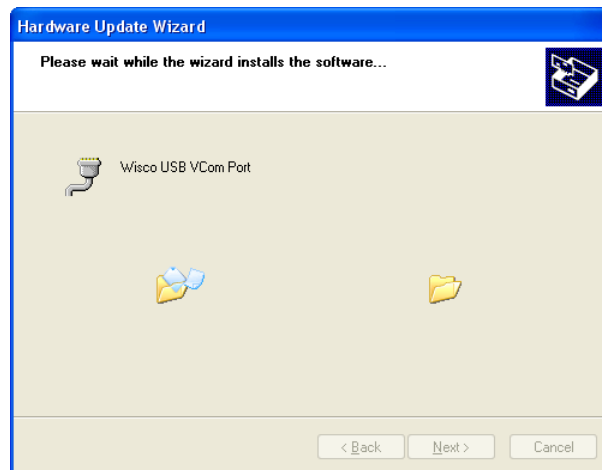 Hardware Update Wizard
Please wait while the wizard installs the software...
Wisco USB VCom Port
< Back
Next >
Cancel